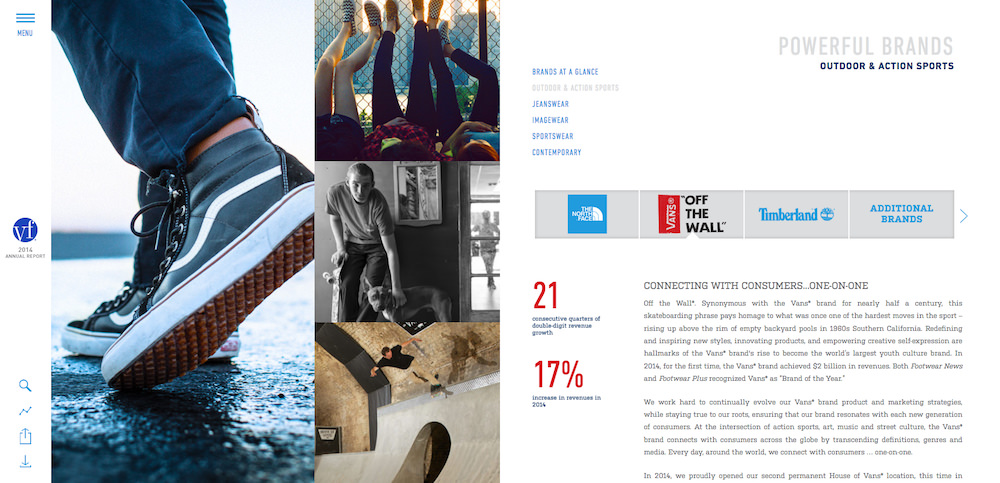 MENU
vf
2014
ANNUAL REPORT
POWERFUL BRANDS
OUTDOOR & ACTION SPORTS
BRANDS AT A GLANCE
OUTDOOR & ACTION SPORTS
JEANSWEAR
IMAGEWEAR
SPORTSWEAR
CONTEMPORARY
THE
NORTH
FACE
VANS®
"OFF
THE
WALL"
Timberland
ADDITIONAL
BRANDS
21
consecutive quarters of
double-digit revenue
growth
17%
increase in revenues in
2014
CONNECTING WITH CONSUMERS...ONE-ON-ONE
Off the Wall®. Synonymous with the Vans® brand for nearly half a century, this
skateboarding phrase pays homage to what was once one of the hardest moves in the sport –
rising up above the rim of empty backyard pools in 1960s Southern California. Redefining
and inspiring new styles, innovating products, and empowering creative self-expression are
hallmarks of the Vans® brand's rise to become the world's largest youth culture brand. In
2014, for the first time, the Vans® brand achieved $2 billion in revenues. Both Footwear News
and Footwear Plus recognized Vans® as "Brand of the Year."
We work hard to continually evolve our Vans® brand product and marketing strategies,
while staying true to our roots, ensuring that our brand resonates with each new generation
of consumers. At the intersection of action sports, art, music and street culture, the Vans®
brand connects with consumers across the globe by transcending definitions, genres and
media. Every day, around the world, we connect with consumers ... one-on-one.
In 2014, we proudly opened our second permanent House of Vans® location, this time in